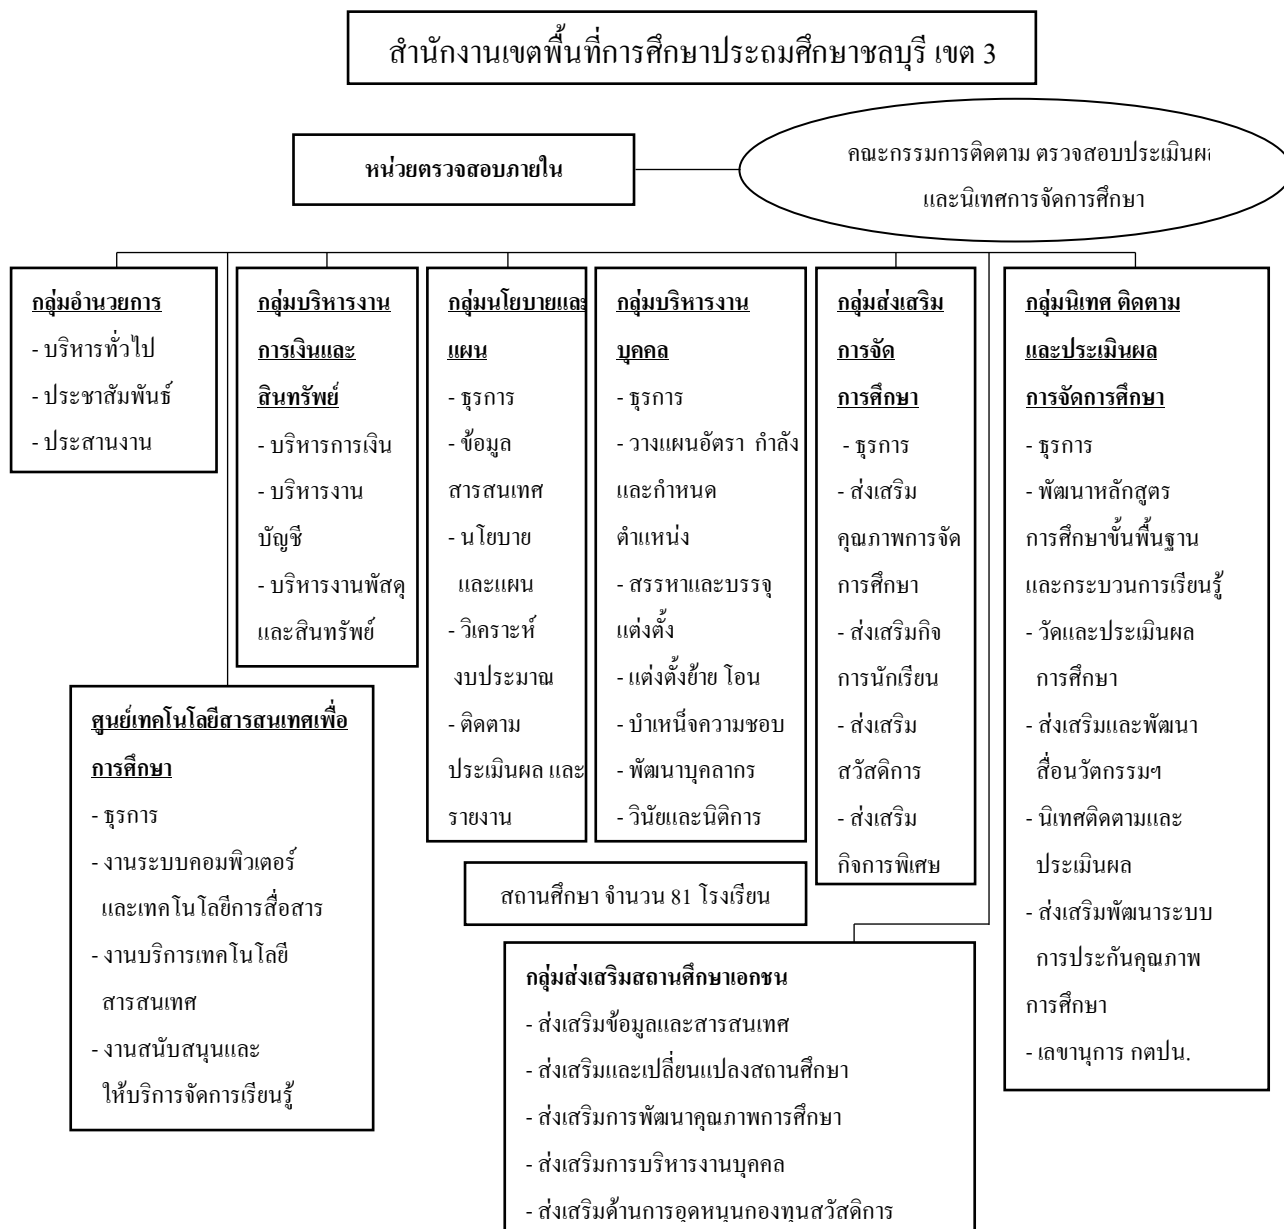 สำนักงานเขตพื้นที่การศึกษาประถมศึกษาชลบุรี เขต 3
หน่วยตรวจสอบภายใน
คณะกรรมการติดตาม ตรวจสอบประเมินผ
และนิเทศการจัดการศึกษา
กลุ่มอำนวยการ
- บริหารทั่วไป
- ประชาสัมพันธ์
- ประสานงาน
กลุ่มบริหารงาน
การเงินและ
สินทรัพย์
- บริหารการเงิน
- บริหารงาน
บัญชี
- บริหารงานพัสดุ
และสินทรัพย์
กลุ่มนโยบายและ
แผน
- ธุรการ
- ข้อมูล
สารสนเทศ
- นโยบาย
และแผน
- วิเคราะห์
งบประมาณ
- ติดตาม
ประเมินผล และ
รายงาน
กลุ่มบริหารงาน
บุคคล
- ธุรการ
- วางแผนอัตรา กำลัง
และกำหนด
ตำแหน่ง
- สรรหาและบรรจุ
แต่งตั้ง
- แต่งตั้งย้าย โอน
- บำเหน็จความชอบ
- พัฒนาบุคลากร
- วินัยและนิติการ
กลุ่มส่งเสริม
การจัด
การศึกษา
- ธุรการ
- ส่งเสริม
คุณภาพการจัด
การศึกษา
- ส่งเสริมกิจ
การนักเรียน
- ส่งเสริม
สวัสดิการ
- ส่งเสริม
กิจการพิเศษ
กลุ่มนิเทศ ติดตาม
และประเมินผล
การจัดการศึกษา
- ธุรการ
- พัฒนาหลักสูตร
การศึกษาขั้นพื้นฐาน
และกระบวนการเรียนรู้
- วัดและประเมินผล
การศึกษา
- ส่งเสริมและพัฒนา
สื่อนวัตกรรมฯ
- นิเทศติดตามและ
ประเมินผล
- ส่งเสริมพัฒนาระบบ
การประกันคุณภาพ
การศึกษา
- เลขานุการ กตปน.
ศูนย์เทคโนโลยีสารสนเทศเพื่อ
การศึกษา
- ธุรการ
- งานระบบคอมพิวเตอร์
และเทคโนโลยีการสื่อสาร
- งานบริการเทคโนโลยี
สารสนเทศ
- งานสนับสนุนและ
ให้บริการจัดการเรียนรู้
สถานศึกษา จำนวน 81 โรงเรียน
กลุ่มส่งเสริมสถานศึกษาเอกชน
- ส่งเสริมข้อมูลและสารสนเทศ
- ส่งเสริมและเปลี่ยนแปลงสถานศึกษา
- ส่งเสริมการพัฒนาคุณภาพการศึกษา
- ส่งเสริมการบริหารงานบุคคล
- ส่งเสริมด้านการอุดหนุนกองทุนสวัสดิการ